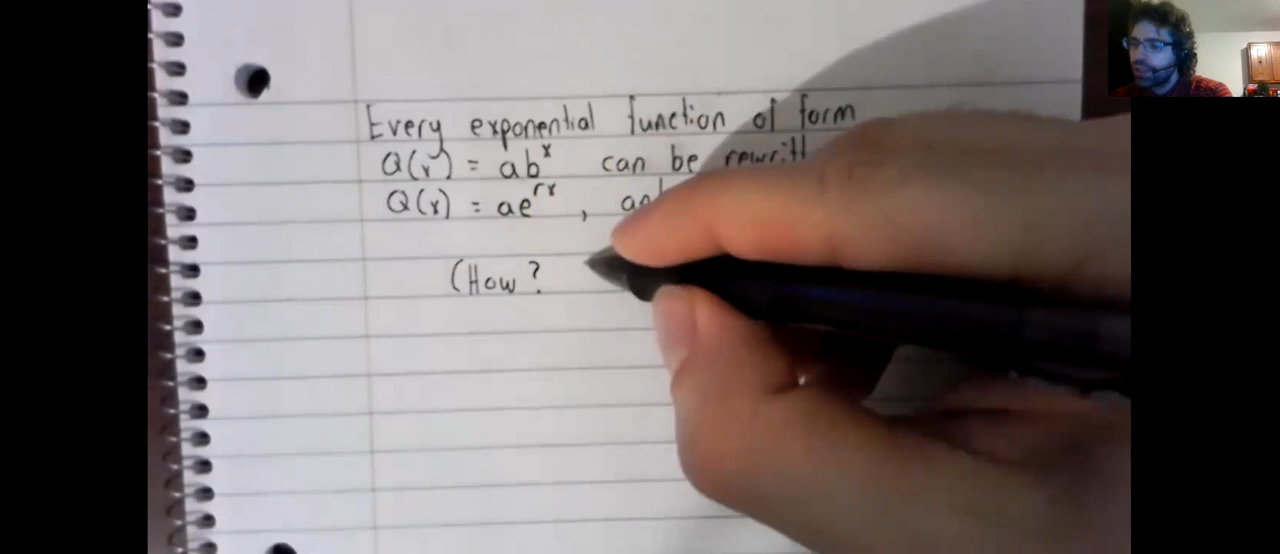 Every exponential function of form
Q(x) = ab^x can be
Q(x) = ae^rx ,
(How?